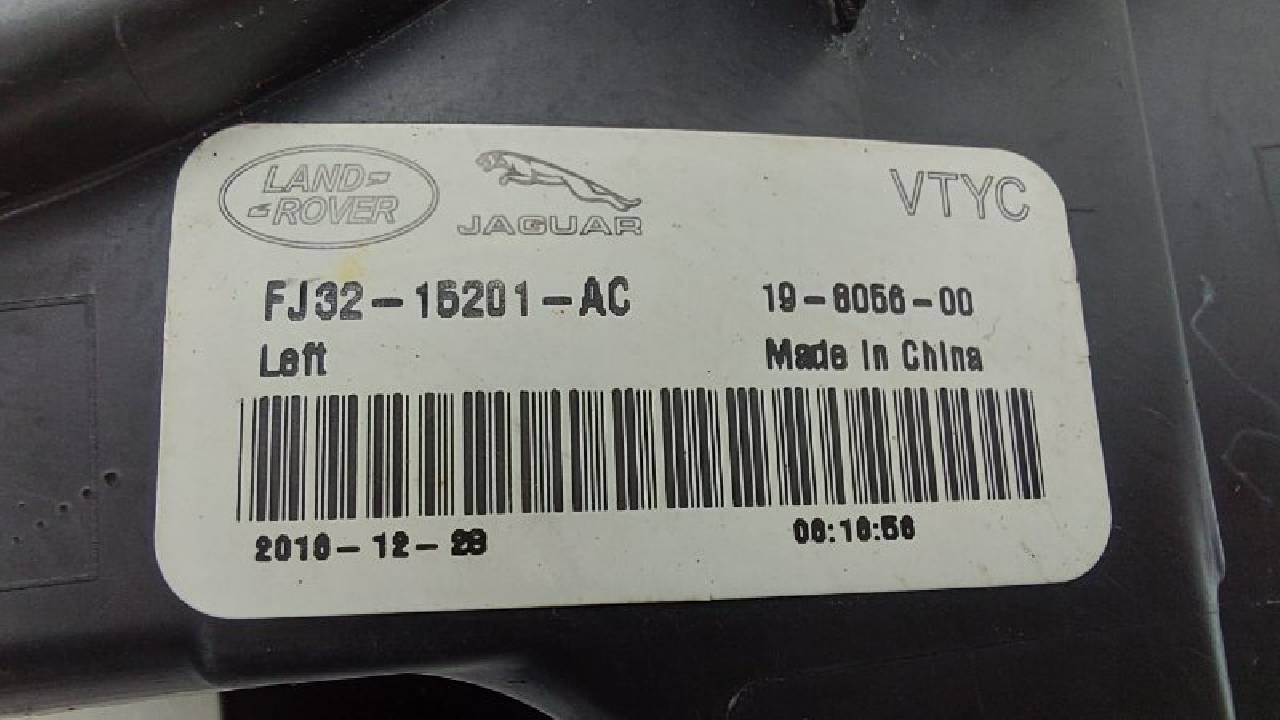 LAND-
-ROVER
JAGUAR
VTYC
FJ32-15201-AC
19-6056-00
Left
Made in China
2016-12-28
06:16:56